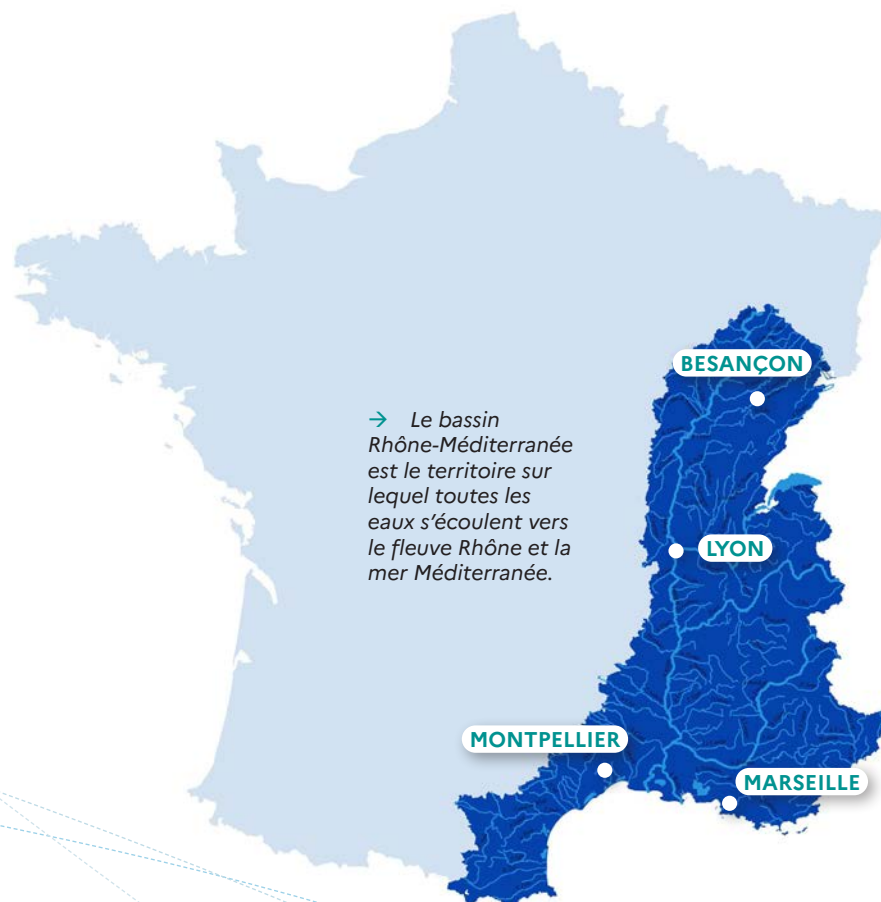 BESANÇON
→ Le bassin
Rhône-Méditerranée
est le territoire sur
lequel toutes les
eaux s’écoulent vers
le fleuve Rhône et la
mer Méditerranée.
LYON
MONTPELLIER
MARSEILLE